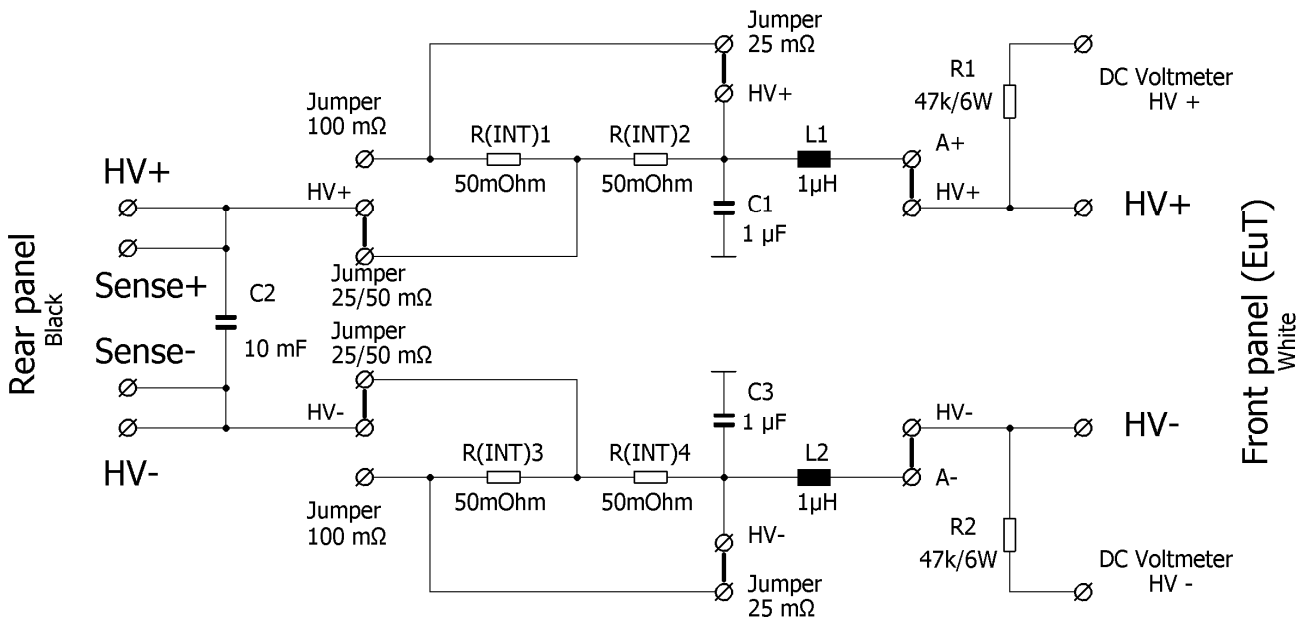 Jumper
25 mΩ
HV+
Jumper
100 mΩ
R(INT)1
50mOhm
R(INT)2
50mOhm
L1
1µH
A+
HV+
R1
47k/6W
DC Voltmeter
HV +
HV+
HV+
Sense+
HV+
Jumper
25/50 mΩ
C1
1 µF
C2
10 mF
Rear panel
Black
Front panel (EuT)
White
Sense-
HV-
Jumper
25/50 mΩ
HV-
C3
1 µF
HV-
A-
HV-
R(INT)3
50mOhm
R(INT)4
50mOhm
L2
1µH
Jumper
100 mΩ
HV-
Jumper
25 mΩ
R2
47k/6W
DC Voltmeter
HV -